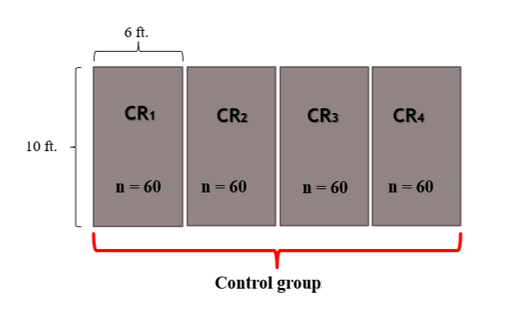 6 ft.
CR1 CR2 CR3 CR4
10 ft.
n = 60 n = 60 n = 60 n = 60
Control group